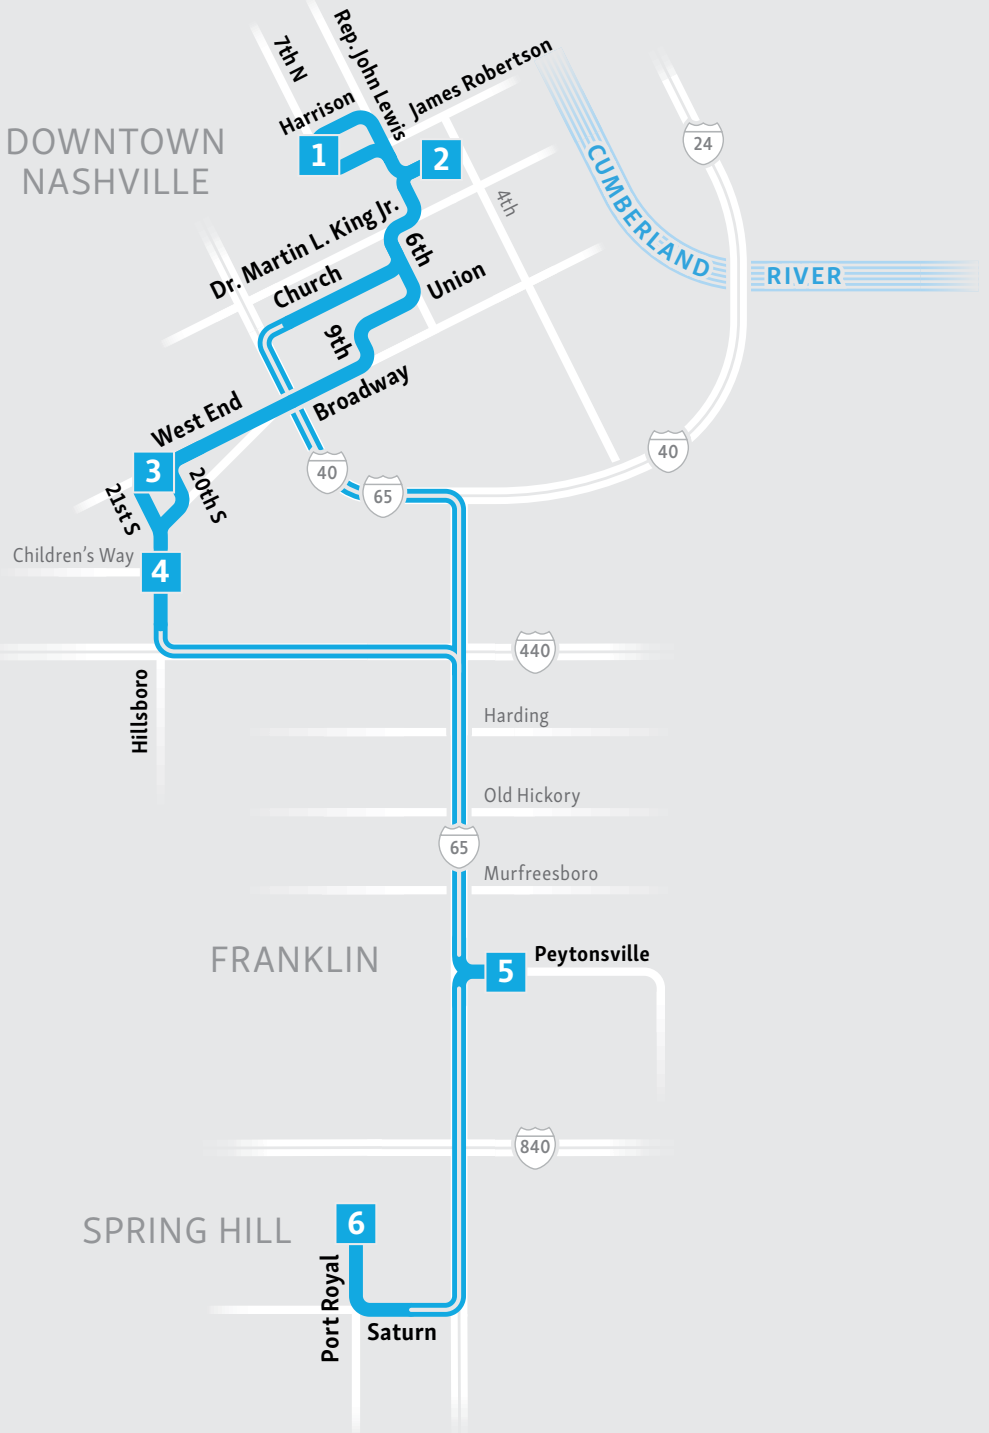 Rep. John Lewis
7th N
James Robertson
Harrison
DOWNTOWN
NASHVILLE
1
2
24
CUMBERLAND
RIVER
4th
Dr. Martin L. King Jr.
6th
Church
Union
9th
Broadway
West End
3
40
40
65
20th S
21st S
Children's Way
4
440
Hillsboro
Harding
Old Hickory
65
Murfreesboro
FRANKLIN
5
Peytonsville
840
SPRING HILL
6
Port Royal
Saturn